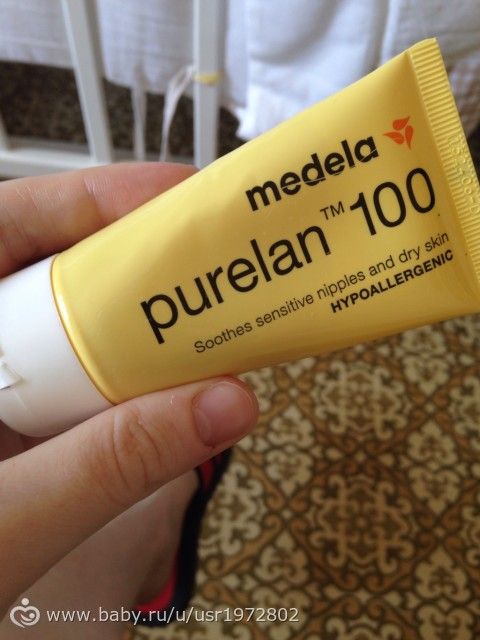 medela
purelan™ 100
Soothes sensitive nipples and dry skin
HYPOALLERGENIC
www.baby.ru/u/usr1972802